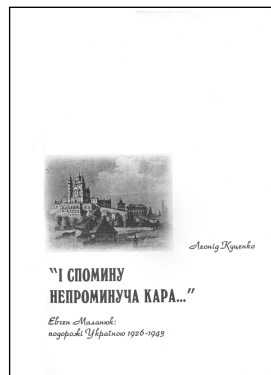 Леонід Куценко
“І СПОМИНУ
НЕПРОМИНУЧА КАРА...”
Євген Маланюк:
подорожі Україною 1926-1943